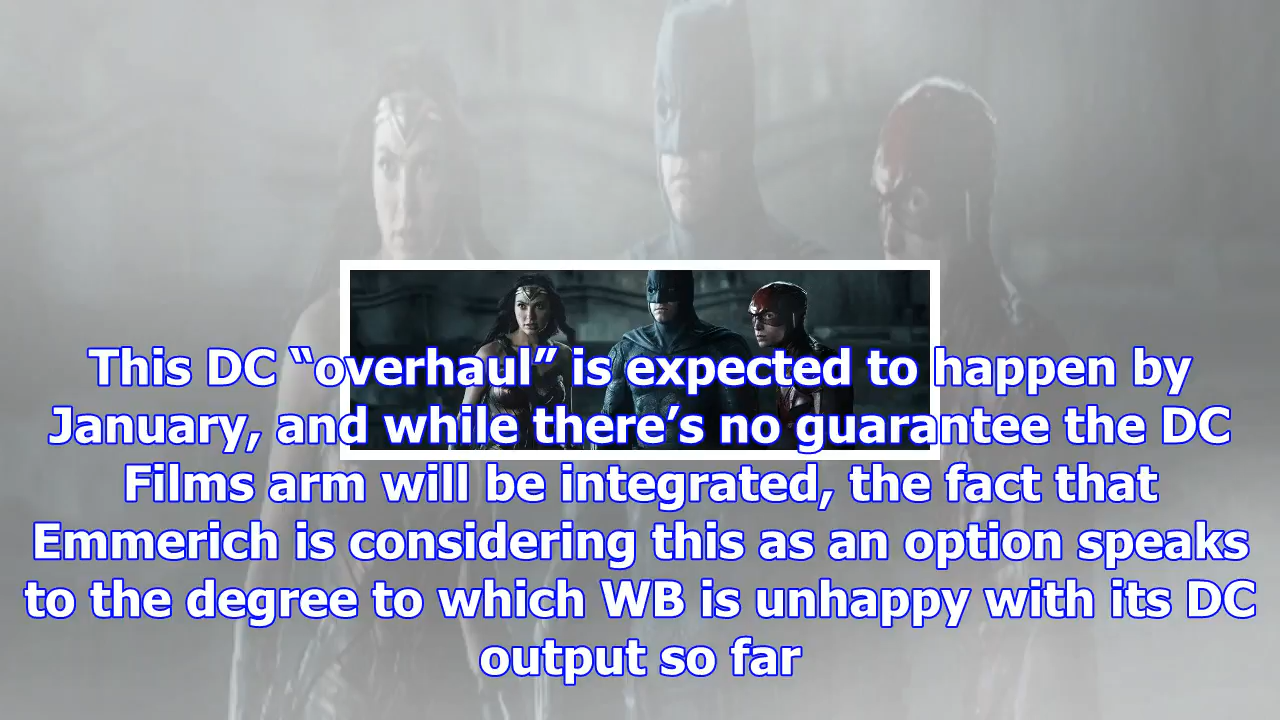 This DC “overhaul” is expected to happen by
January, and while there’s no guarantee the DC
Films arm will be integrated, the fact that
Emmerich is considering this as an option speaks
to the degree to which WB is unhappy with its DC
output so far